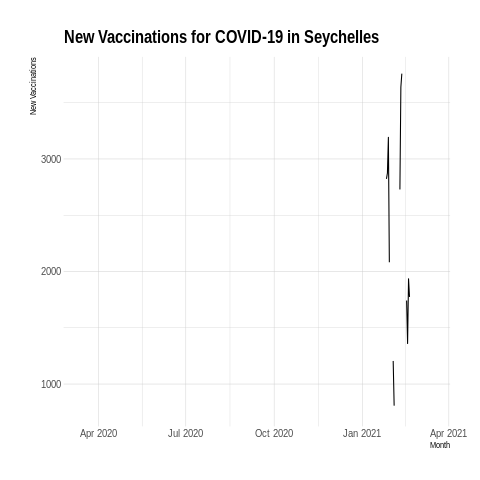 New Vaccinations for COVID-19 in Seychelles
New Vaccinations
3000
2000
1000
Apr 2020 Jul 2020 Oct 2020 Jan 2021 Apr 2021
Month